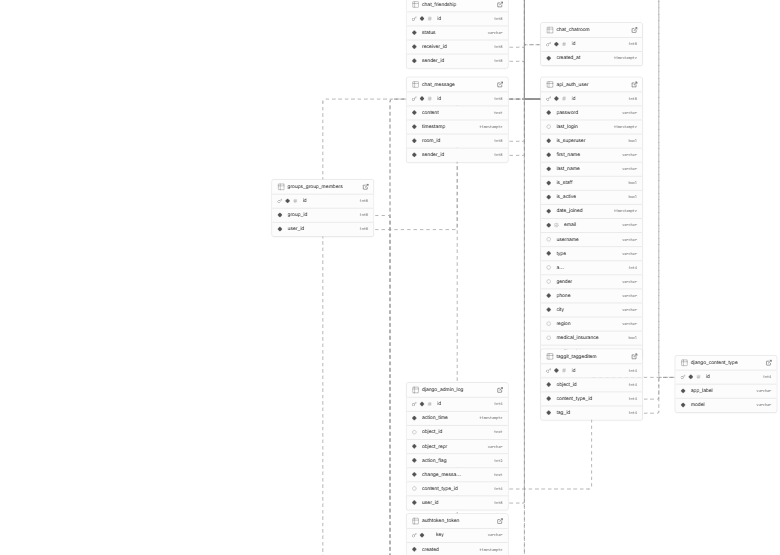 chat_friendship
id int8
status varchar
receiver_id int8
sender_id int8
chat_chatroom
id int8
created_at timestamptz
chat_message
id int8
content text
timestamp timestamptz
room_id int8
sender_id int8
api_auth_user
id int8
password varchar
last_login timestamptz
is_superuser bool
first_name varchar
last_name varchar
is_staff bool
is_active bool
date_joined timestamptz
email varchar
username varchar
type varchar
a...
gender varchar
phone varchar
city varchar
region varchar
medical_insurance bool
groups_group_members
id int8
group_id int8
user_id int8
taggit_taggeditem
id int4
object_id int4
content_type_id int4
tag_id int4
django_content_type
id int4
app_label varchar
model varchar
django_admin_log
id int4
action_time timestamptz
object_id text
object_repr varchar
action_flag int2
change_messa... text
content_type_id int4
user_id int8
authtoken_token
key varchar
created timestamptz